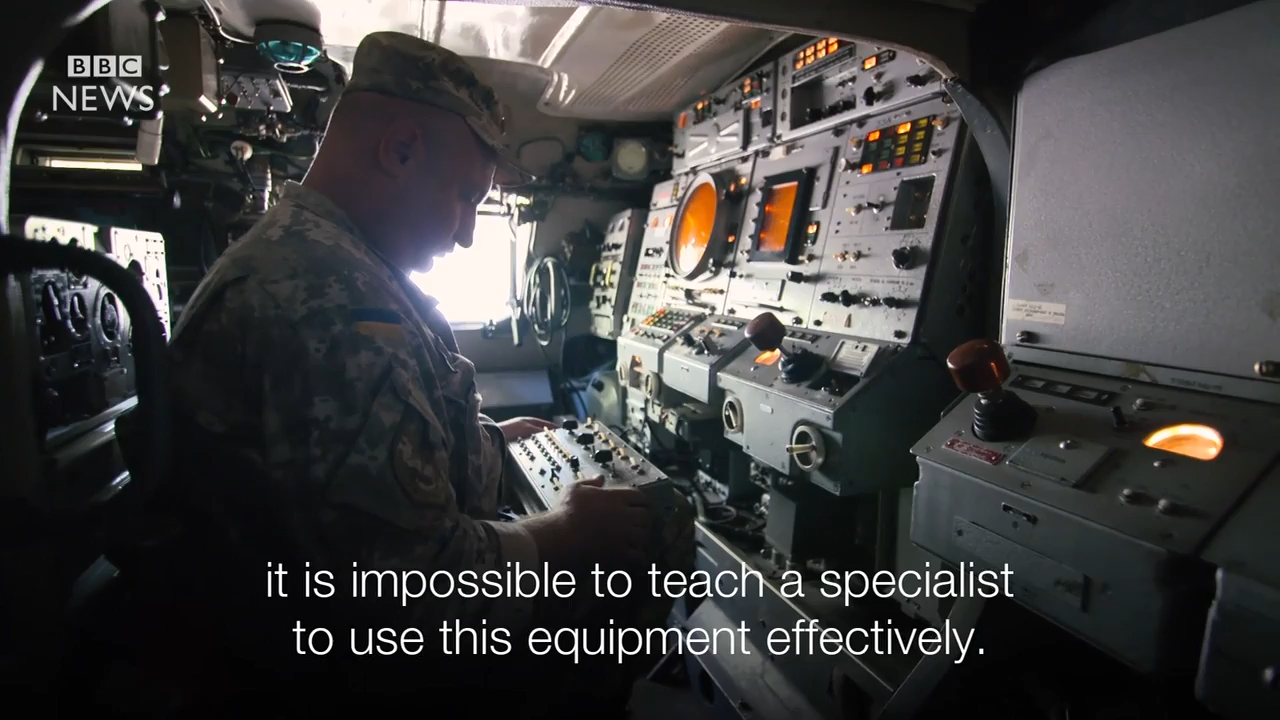 BBC
NEWS
it is impossible to teach a specialist
to use this equipment effectively.